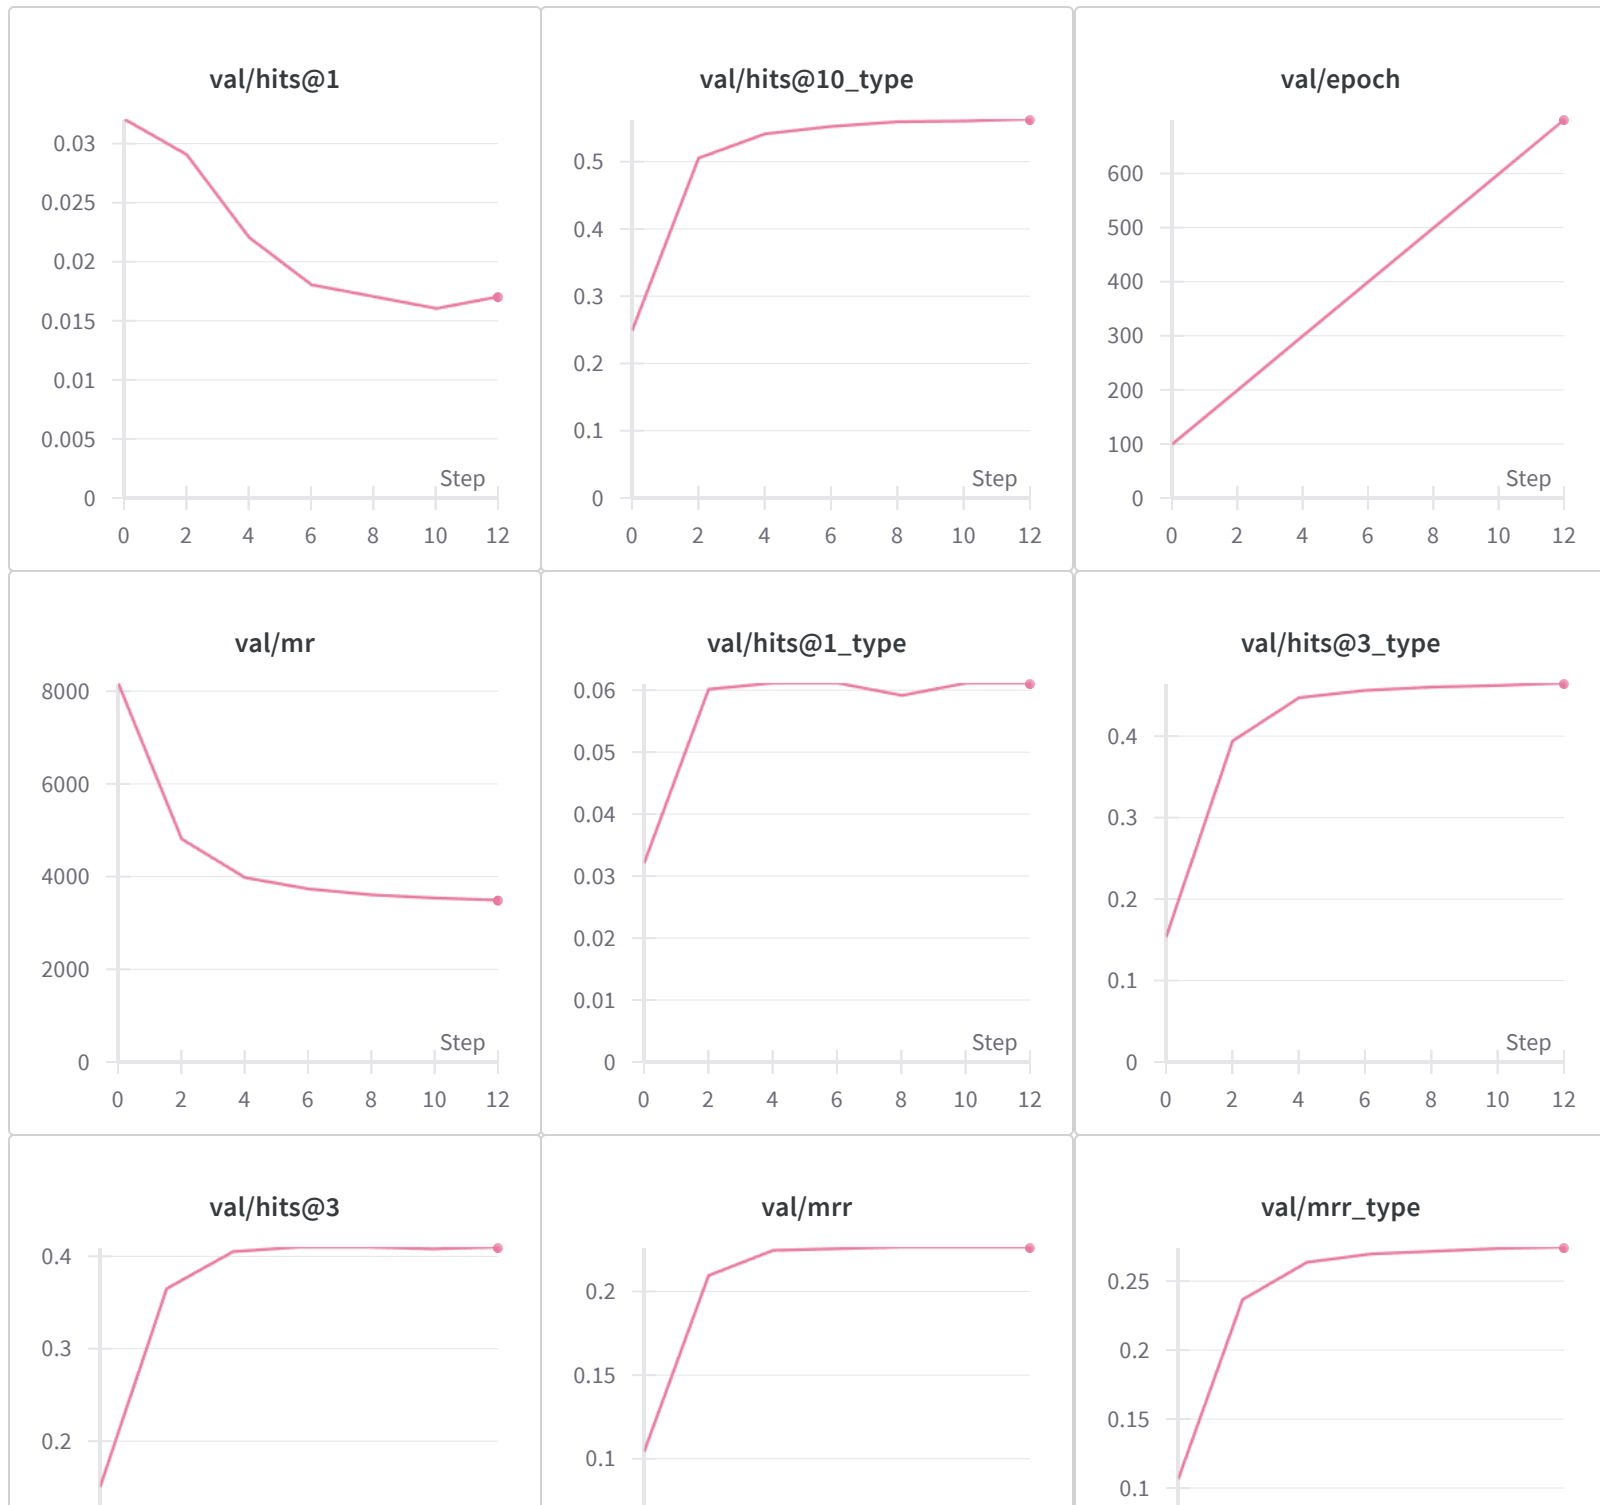 val/hits@1
0.03
0.025
0.02
0.015
0.01
0.005
0
Step
0 2 4 6 8 10 12
val/hits@10_type
0.5
0.4
0.3
0.2
0.1
0
Step
0 2 4 6 8 10 12
val/epoch
600
500
400
300
200
100
0
Step
0 2 4 6 8 10 12
val/mr
8000
6000
4000
2000
0
Step
0 2 4 6 8 10 12
val/hits@1_type
0.06
0.05
0.04
0.03
0.02
0.01
0
Step
0 2 4 6 8 10 12
val/hits@3_type
0.4
0.3
0.2
0.1
0
Step
0 2 4 6 8 10 12
val/hits@3
0.4
0.3
0.2
val/mrr
0.2
0.15
0.1
val/mrr_type
0.25
0.2
0.15
0.1